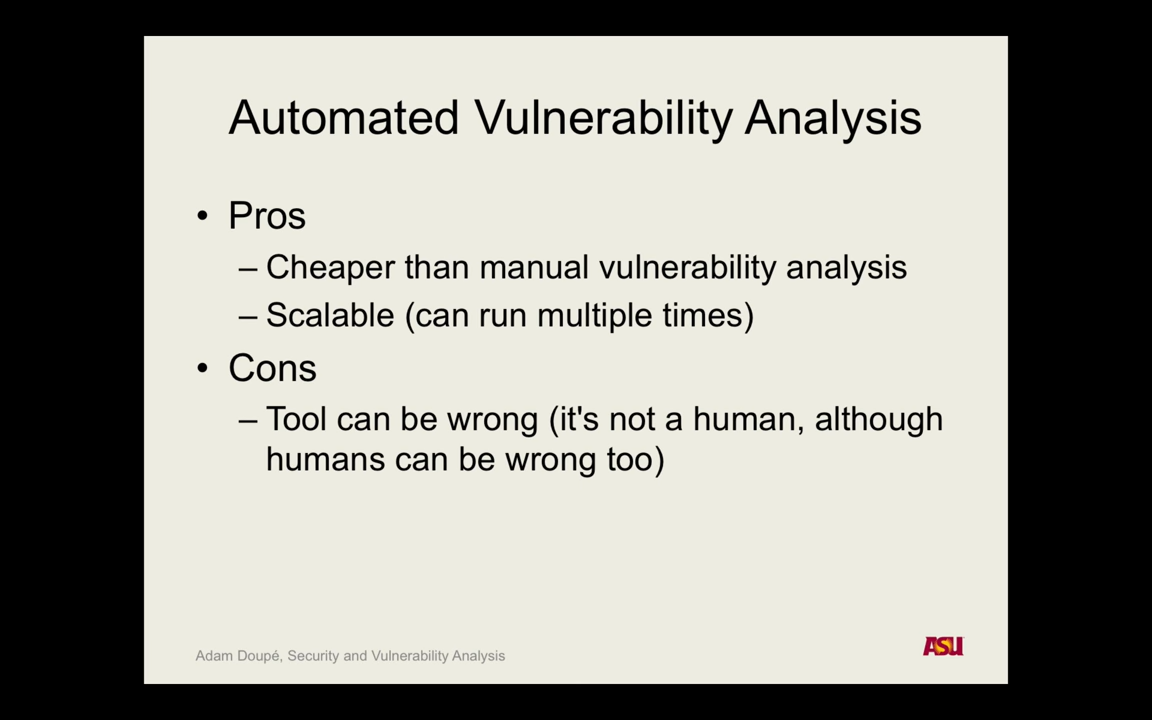 Automated Vulnerability Analysis
• Pros
– Cheaper than manual vulnerability analysis
– Scalable (can run multiple times)
• Cons
– Tool can be wrong (it's not a human, although
humans can be wrong too)
Adam Doupé, Security and Vulnerability Analysis
ASU